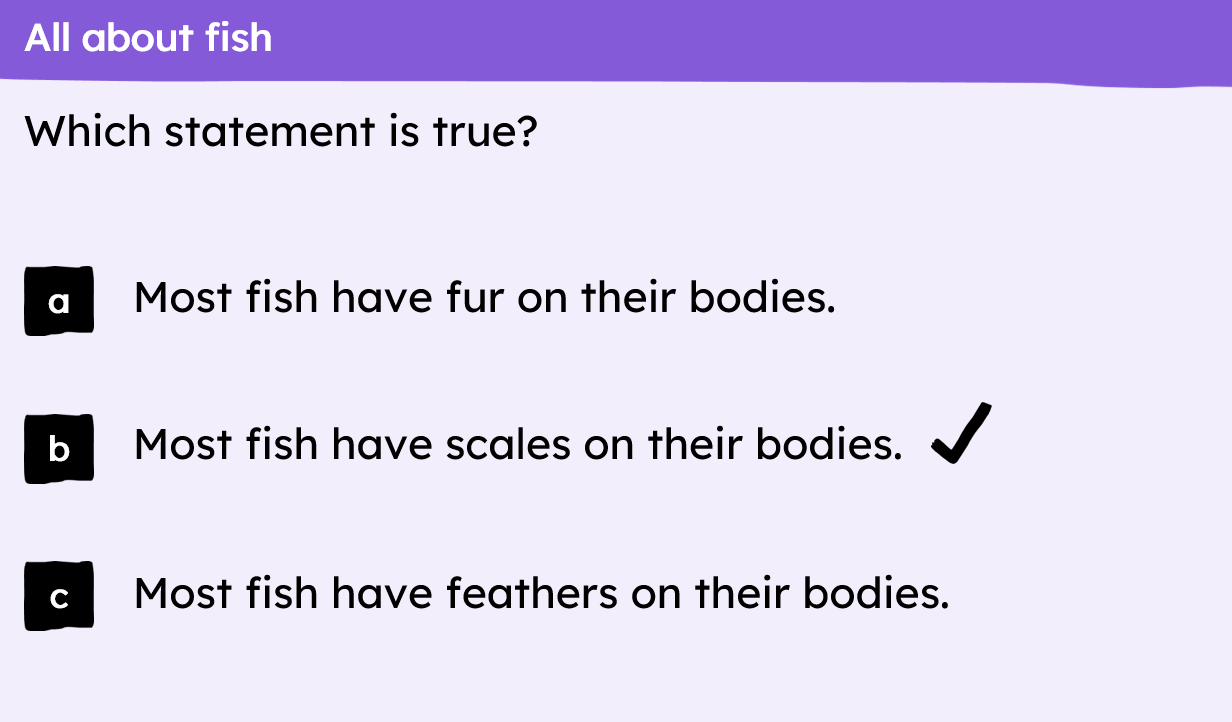 All about fish
Which statement is true?
a Most fish have fur on their bodies.
b Most fish have scales on their bodies.
c Most fish have feathers on their bodies.